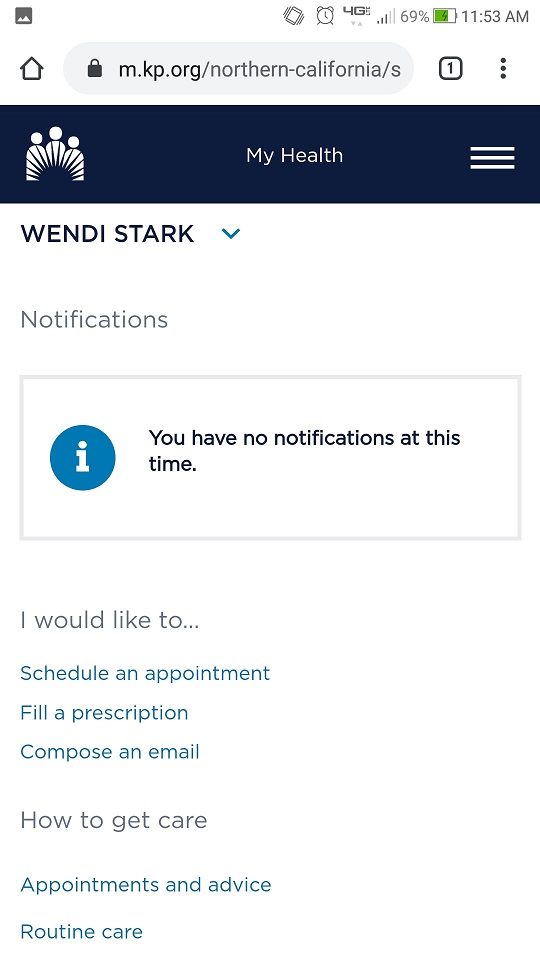 4G 69% 11:53 AM
m.kp.org/northern-california/s 1
My Health
WENDI STARK
Notifications
i
You have no notifications at this
time.
I would like to...
Schedule an appointment
Fill a prescription
Compose an email
How to get care
Appointments and advice
Routine care